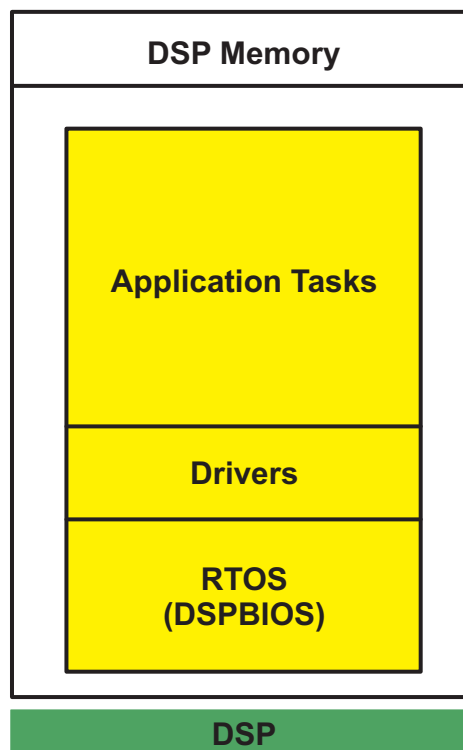 DSP Memory
Application Tasks
Drivers
RTOS
(DSPBIOS)
DSP